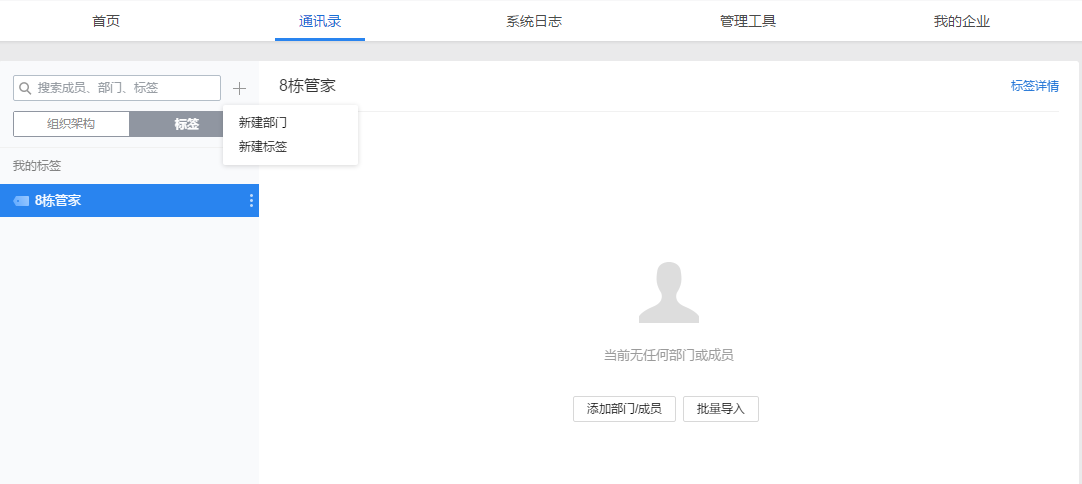 首页 通讯录 系统日志 管理工具 我的企业
搜索成员、部门、标签
8栋管家
标签详情
组织架构 标签
新建部门
新建标签
我的标签
8栋管家
当前无任何部门或成员
添加部门/成员 批量导入